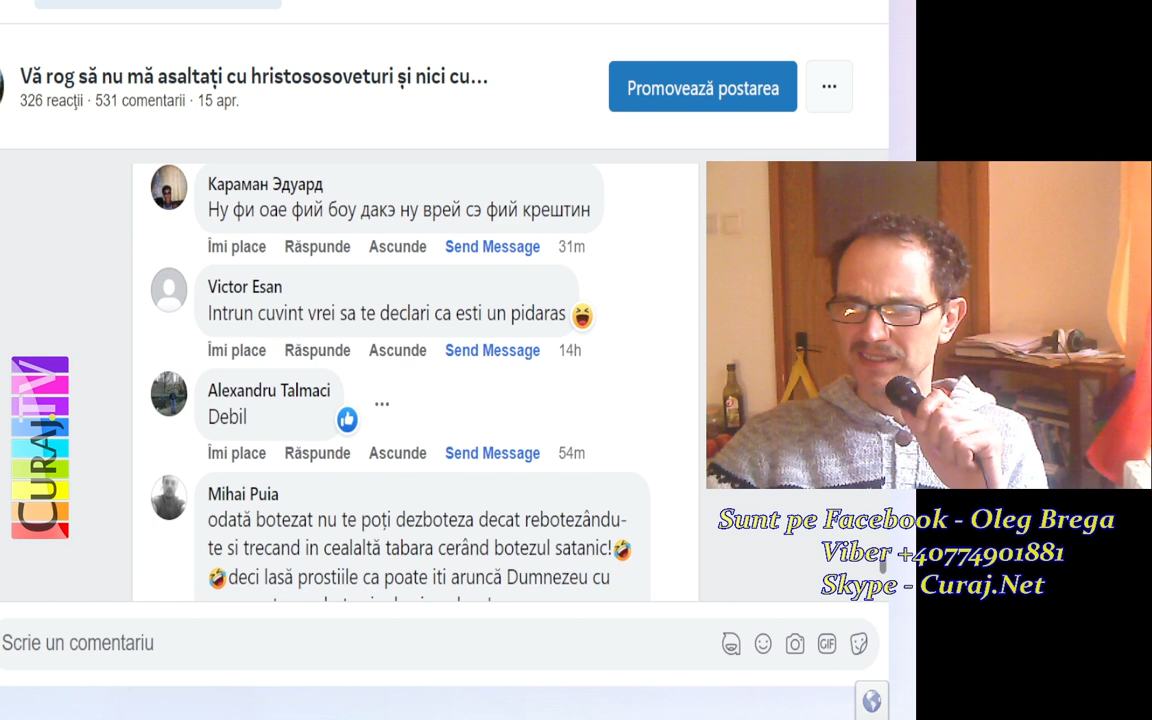 Vă rog să nu mă asaltați cu hristososoveturi și nici cu...
326 reacții · 531 comentarii · 15 apr.
Promovează postarea
Караман Эдуард
Ну фи оае фий боу дакэ ну врей сэ фий крештин
Îmi place Răspunde Ascunde Send Message 31m
Victor Esan
Intrun cuvint vrei sa te declari ca esti un pidaras
Îmi place Răspunde Ascunde Send Message 14h
Alexandru Talmaci
Debil
Îmi place Răspunde Ascunde Send Message 54m
Mihai Puia
odată botezat nu te poți dezboteza decat rebotezându-
te si trecand in cealaltă tabara cerând botezul satanic!
deci lasă prostiile ca poate iti aruncă Dumnezeu cu
Scrie un comentariu
GIF
CURAJ.TV
Sunt pe Facebook - Oleg Brega
Viber +40774901881
Skype - Curaj.Net